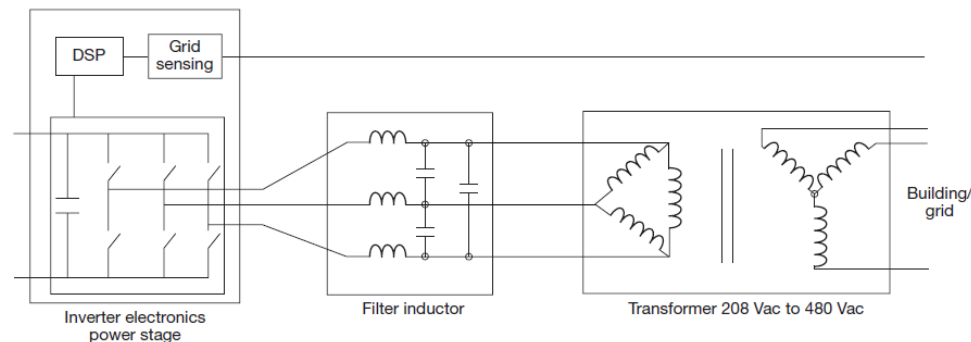 DSP
Grid
sensing
Building/
grid
Inverter electronics
power stage
Filter inductor
Transformer 208 Vac to 480 Vac